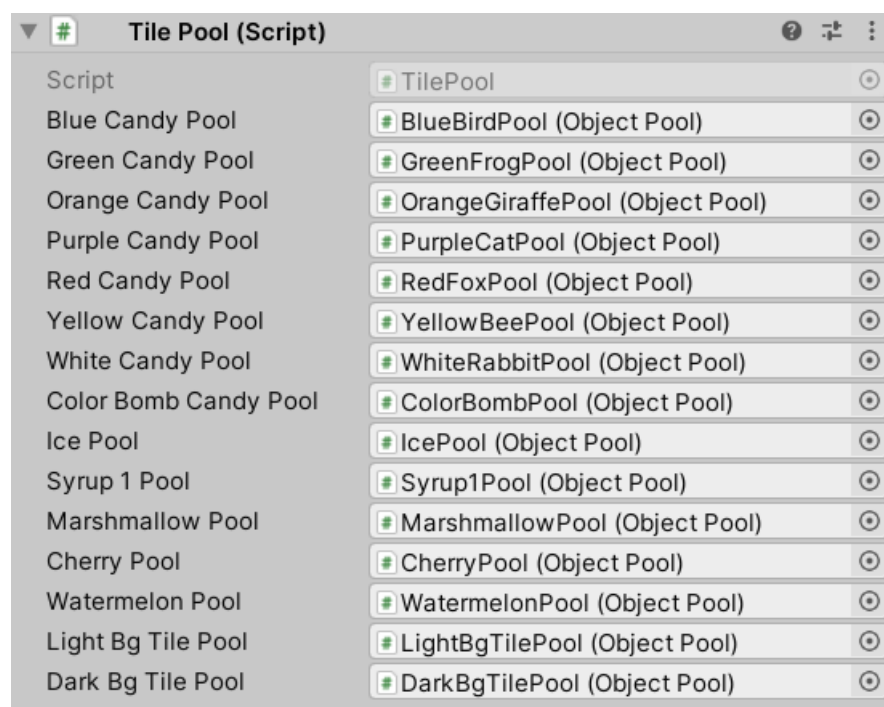 Tile Pool (Script)
Script # TilePool
Blue Candy Pool # BlueBirdPool (Object Pool)
Green Candy Pool # GreenFrogPool (Object Pool)
Orange Candy Pool # OrangeGiraffePool (Object Pool)
Purple Candy Pool # PurpleCatPool (Object Pool)
Red Candy Pool # RedFoxPool (Object Pool)
Yellow Candy Pool # YellowBeePool (Object Pool)
White Candy Pool # WhiteRabbitPool (Object Pool)
Color Bomb Candy Pool # ColorBombPool (Object Pool)
Ice Pool # IcePool (Object Pool)
Syrup 1 Pool # Syrup1Pool (Object Pool)
Marshmallow Pool # MarshmallowPool (Object Pool)
Cherry Pool # CherryPool (Object Pool)
Watermelon Pool # WatermelonPool (Object Pool)
Light Bg Tile Pool # LightBgTilePool (Object Pool)
Dark Bg Tile Pool # DarkBgTilePool (Object Pool)